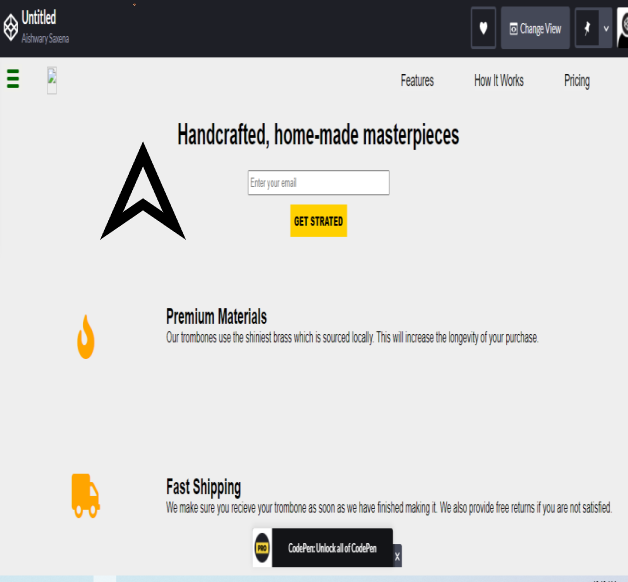 Untitled
Aishwary Saxena
Change View
Features How It Works Pricing
Handcrafted, home-made masterpieces
Enter your email
GET STRATED
Premium Materials
Our trombones use the shiniest brass which is sourced locally. This will increase the longevity of your purchase.
Fast Shipping
We make sure you recieve your trombone as soon as we have finished making it. We also provide free returns if you are not satisfied.
PRO CodePen: Unlock all of CodePen X